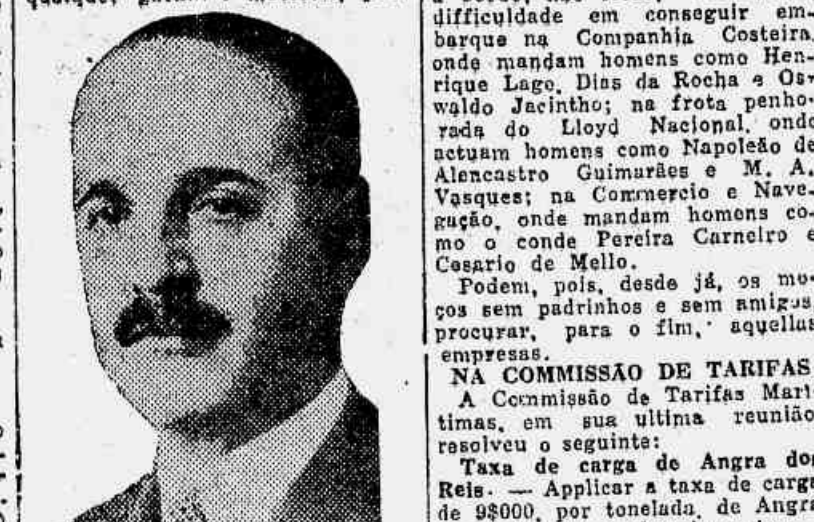 difficuldade em conseguir em-
barque na Companhia Costeira,
onde mandam homens como Hen-
rique Lage, Dias da Rocha e Os-
waldo Jacintho; na frota penho-
rada do Lloyd Nacional, onde
actuam homens como Napoleão de
Alencastro Guimarães e M. A.
Vasques; na Commercio e Nave-
gação, onde mandam homens co-
mo o conde Pereira Carneiro e
Cesario de Mello.
Podem, pois, desde já, os mo-
ços sem padrinhos e sem amigos,
procurar, para o fim, aquellas
empresas.
NA COMMISSÃO DE TARIFAS
A Commissão de Tarifas Mari-
timas, em sua ultima reunião
resolveu o seguinte:
Taxa de carga de Angra dos
Reis. — Applicar a taxa de carga
de 9$000, por tonelada, de Angra